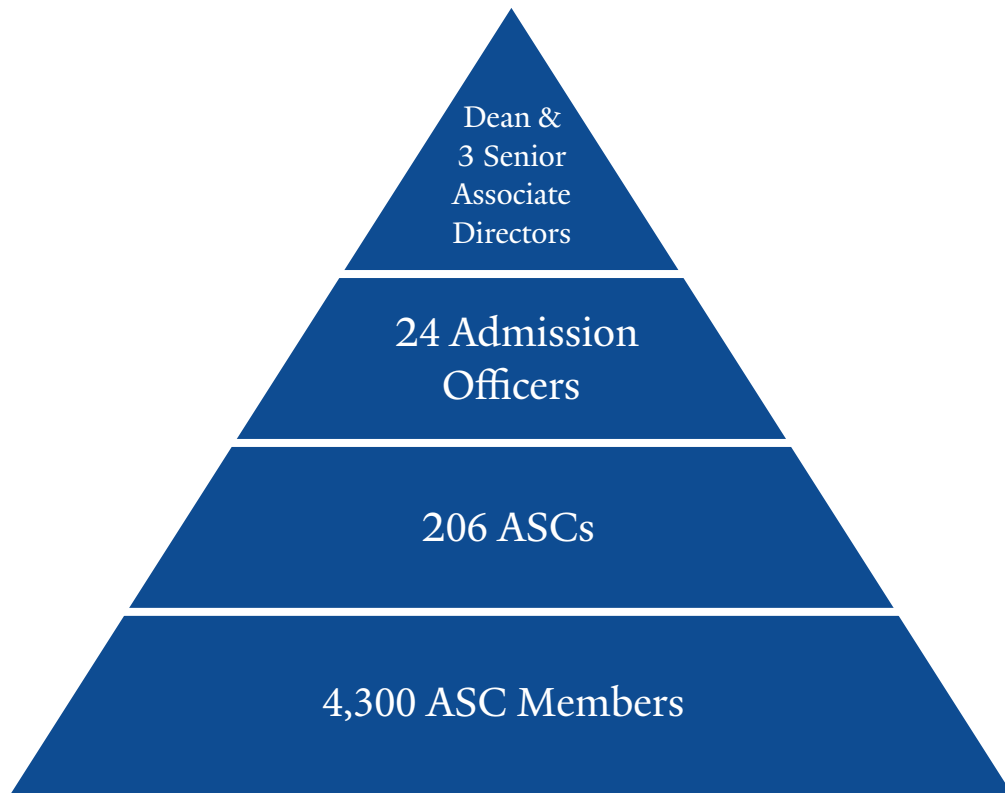 Dean &
3 Senior
Associate
Directors
24 Admission
Officers
206 ASCs
4,300 ASC Members